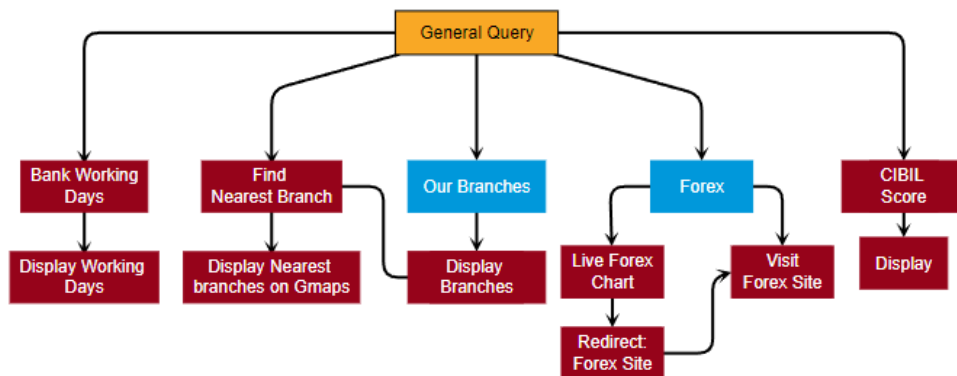 General Query
Bank Working
Days
Find
Nearest Branch
Our Branches
Forex
CIBIL
Score
Display Working
Days
Display Nearest
branches on Gmaps
Display
Branches
Live Forex
Chart
Visit
Forex Site
Display
Redirect:
Forex Site